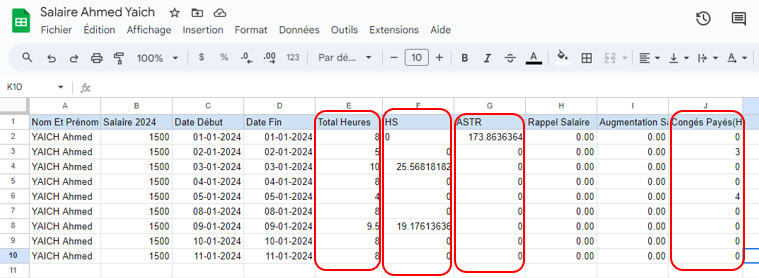 Salaire Ahmed Yaich
Fichier Édition Affichage Insertion Format Données Outils Extensions Aide
100% $ % .0 .00 123 Par dé... 10 B I S A A
K10 fx
A B C D E F G H I J
1 Nom Et Prénom Salaire 2024 Date Début Date Fin Total Heures HS ASTR Rappel Salaire Augmentation Sa Congés Payés(H
2 YAICH Ahmed 1500 01-01-2024 01-01-2024 8 0 173.8636364 0.00 0.00 0
3 YAICH Ahmed 1500 02-01-2024 02-01-2024 5 0 0 0.00 0.00 3
4 YAICH Ahmed 1500 03-01-2024 03-01-2024 10 25.56818182 0 0.00 0.00 0
5 YAICH Ahmed 1500 04-01-2024 04-01-2024 8 0 0 0.00 0.00 0
6 YAICH Ahmed 1500 05-01-2024 05-01-2024 4 0 0 0.00 0.00 4
7 YAICH Ahmed 1500 08-01-2024 08-01-2024 8 0 0 0.00 0.00 0
8 YAICH Ahmed 1500 09-01-2024 09-01-2024 9.5 19.17613636 0 0.00 0.00 0
9 YAICH Ahmed 1500 10-01-2024 10-01-2024 8 0 0 0.00 0.00 0
10 YAICH Ahmed 1500 11-01-2024 11-01-2024 8 0 0 0.00 0.00 0
11